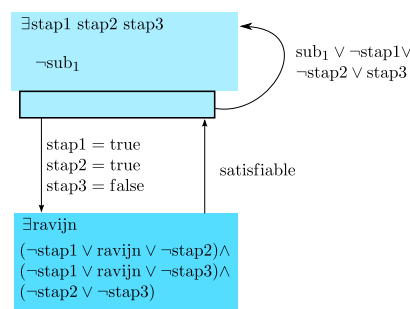 ∃stap1 stap2 stap3
¬sub₁
sub₁ ∨ ¬stap1∨
¬stap2 ∨ stap3
stap1 = true
stap2 = true
stap3 = false
satisfiable
∃ravijn
(¬stap1 ∨ ravijn ∨ ¬stap2)∧
(¬stap1 ∨ ravijn ∨ ¬stap3)∧
(¬stap2 ∨ ¬stap3)